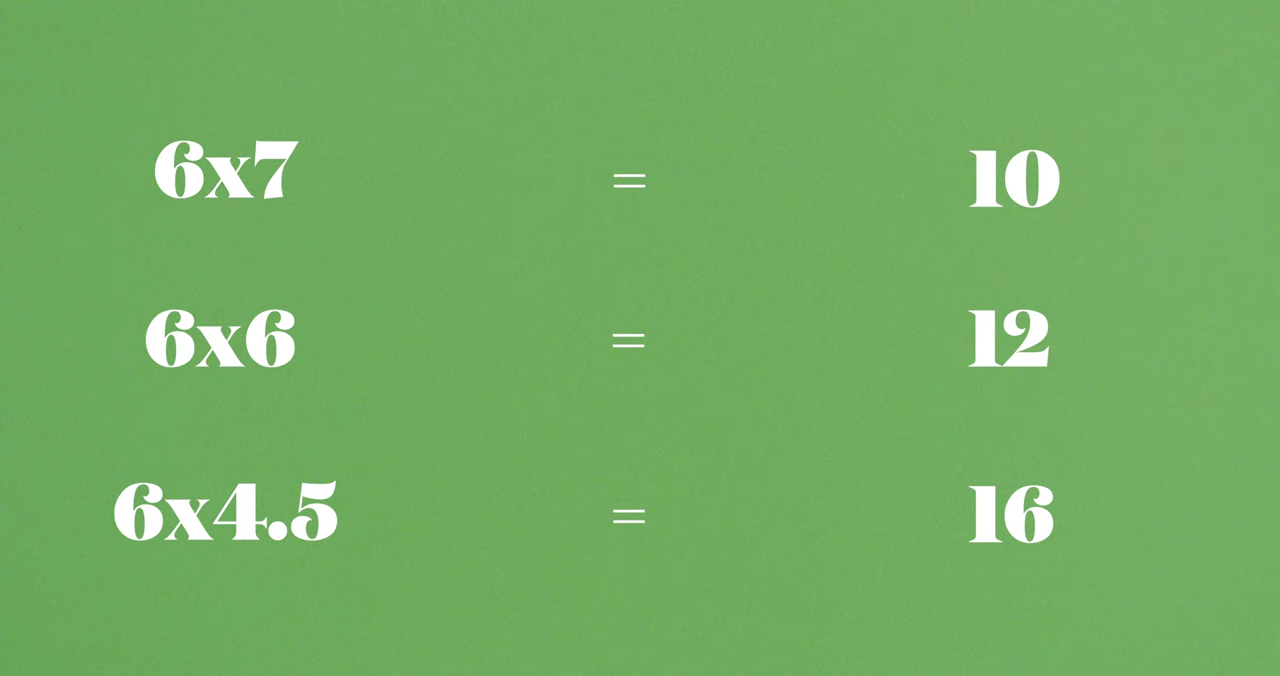 6x7 = 10
6x6 = 12
6x4.5 = 16